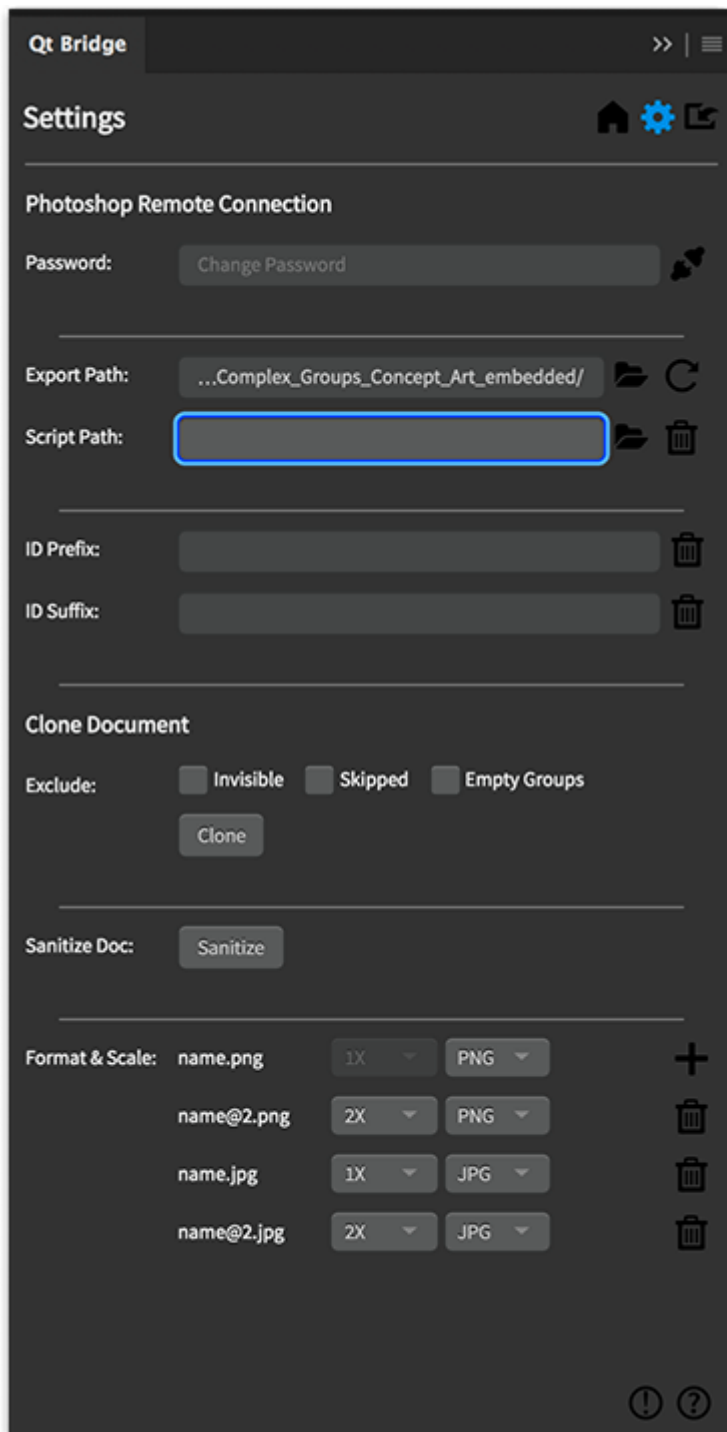 Qt Bridge
Settings
Photoshop Remote Connection
Password: Change Password
Export Path: ...Complex_Groups_Concept_Art_embedded/
Script Path:
ID Prefix:
ID Suffix:
Clone Document
Exclude: Invisible Skipped Empty Groups
Clone
Sanitize Doc: Sanitize
Format & Scale: name.png 1X PNG
name@2.png 2X PNG
name.jpg 1X JPG
name@2.jpg 2X JPG